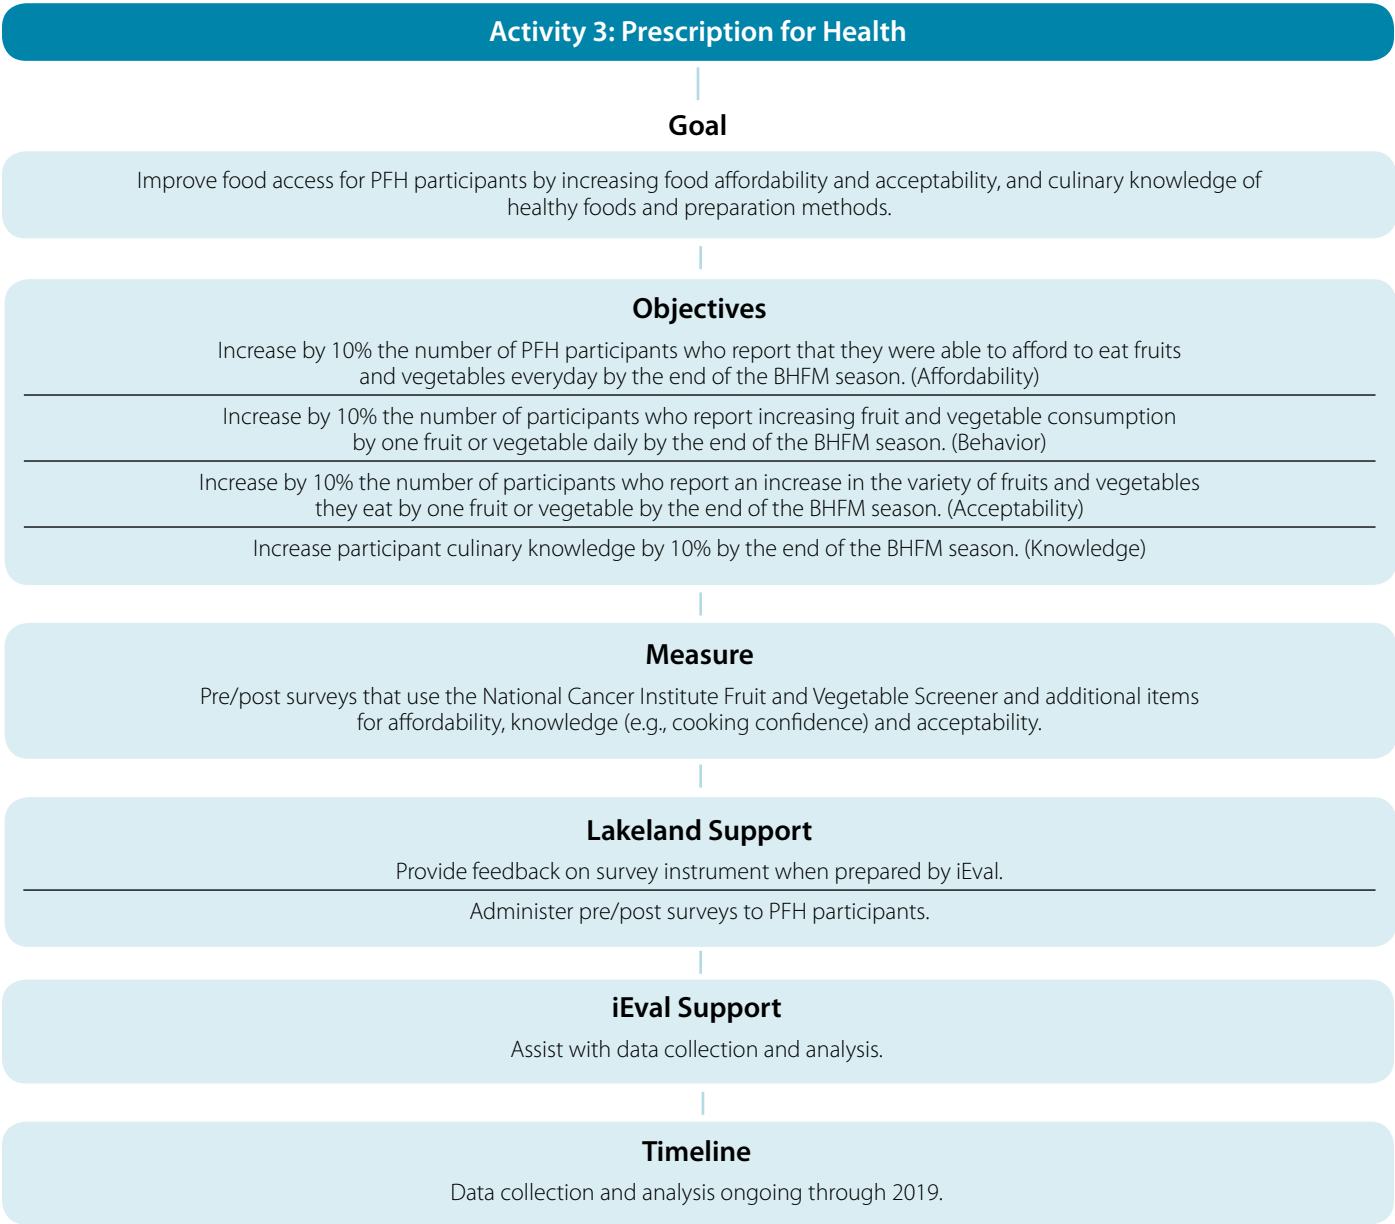 Activity 3: Prescription for Health
Goal
Improve food access for PFH participants by increasing food affordability and acceptability, and culinary knowledge of
healthy foods and preparation methods.
Objectives
Increase by 10% the number of PFH participants who report that they were able to afford to eat fruits
and vegetables everyday by the end of the BHFM season. (Affordability)
Increase by 10% the number of participants who report increasing fruit and vegetable consumption
by one fruit or vegetable daily by the end of the BHFM season. (Behavior)
Increase by 10% the number of participants who report an increase in the variety of fruits and vegetables
they eat by one fruit or vegetable by the end of the BHFM season. (Acceptability)
Increase participant culinary knowledge by 10% by the end of the BHFM season. (Knowledge)
Measure
Pre/post surveys that use the National Cancer Institute Fruit and Vegetable Screener and additional items
for affordability, knowledge (e.g., cooking confidence) and acceptability.
Lakeland Support
Provide feedback on survey instrument when prepared by iEval.
Administer pre/post surveys to PFH participants.
iEval Support
Assist with data collection and analysis.
Timeline
Data collection and analysis ongoing through 2019.